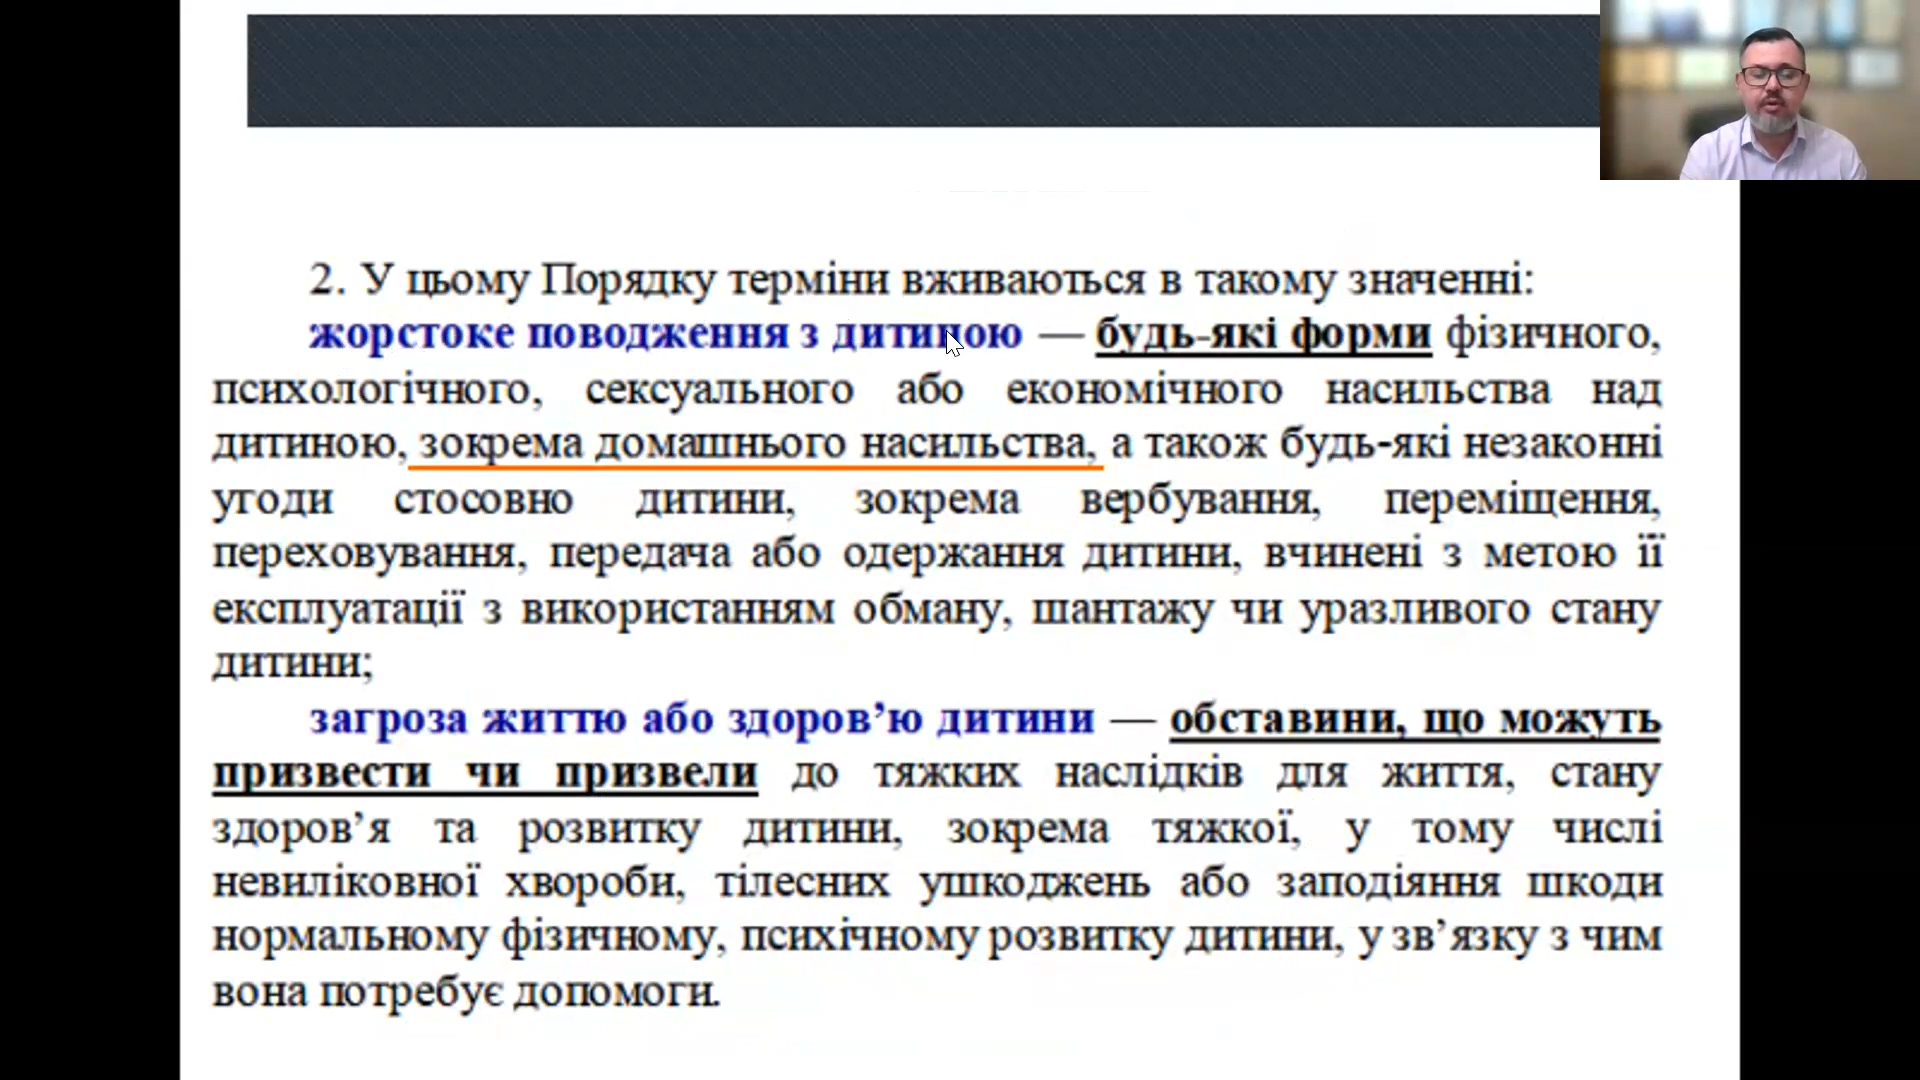 2. У цьому Порядку терміни вживаються в такому значенні:
жорстоке поводження з дитиною — будь-які форми фізичного,
психологічного, сексуального або економічного насильства над
дитиною, зокрема домашнього насильства, а також будь-які незаконні
угоди стосовно дитини, зокрема вербування, переміщення,
переховування, передача або одержання дитини, вчинені з метою її
експлуатації з використанням обману, шантажу чи уразливого стану
дитини;
загроза життю або здоров’ю дитини — обставини, що можуть
призвести чи призвели до тяжких наслідків для життя, стану
здоров’я та розвитку дитини, зокрема тяжкої, у тому числі
невиліковної хвороби, тілесних ушкоджень або заподіяння шкоди
нормальному фізичному, психічному розвитку дитини, у зв’язку з чим
вона потребує допомоги.